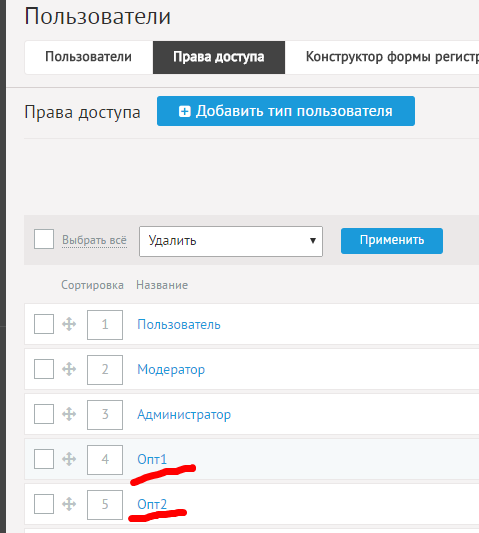 Пользователи
Пользователи Права доступа Конструктор формы регистр
Права доступа Добавить тип пользователя
Выбрать всё Удалить Применить
Сортировка Название
1 Пользователь
2 Модератор
3 Администратор
4 Опт1
5 Опт2